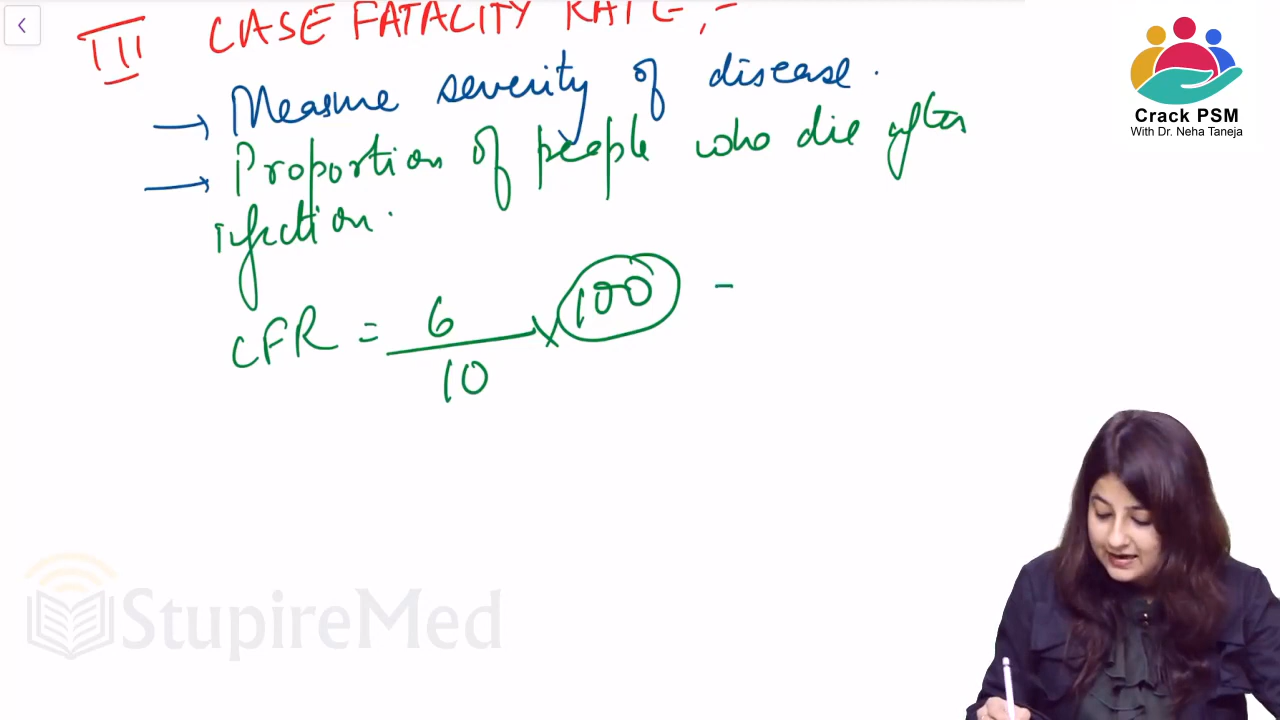 III CASE FATALITY RATE :-
→ Measure severity of disease.
→ Proportion of people who die after
infection.
CFR = 6/10 × 100 =
Crack PSM
With Dr. Neha Taneja
StupireMed